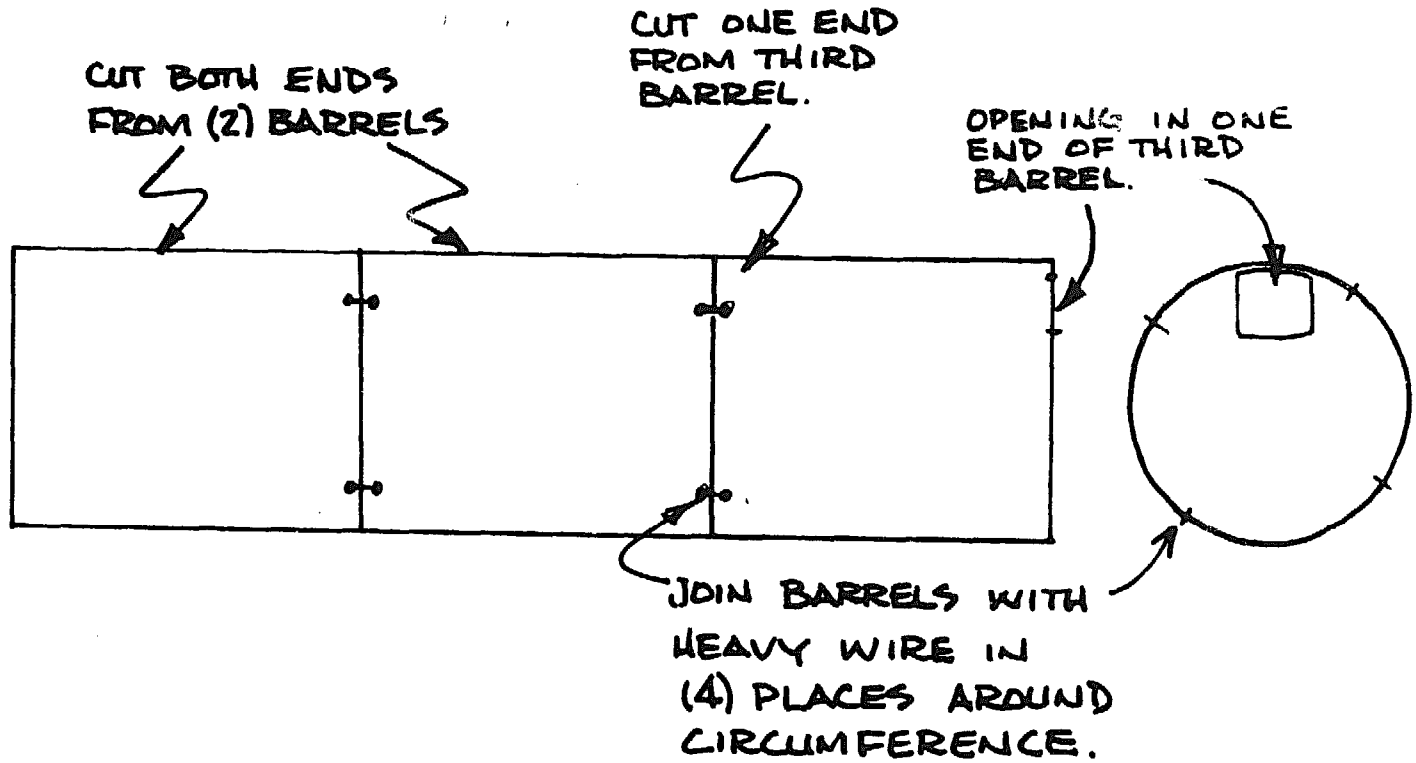 CUT BOTH ENDS
FROM (2) BARRELS
CUT ONE END
FROM THIRD
BARREL.
OPENING IN ONE
END OF THIRD
BARREL.
JOIN BARRELS WITH
HEAVY WIRE IN
(4) PLACES AROUND
CIRCUMFERENCE.